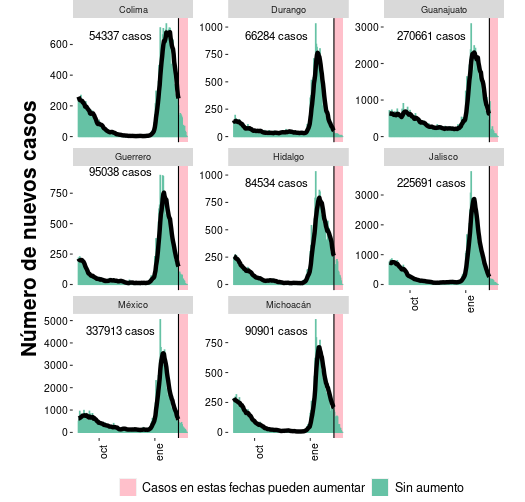 Número de nuevos casos
Colima
Durango
Guanajuato
54337 casos
66284 casos
270661 casos
600
400
200
0
1000
750
500
250
0
3000
2000
1000
0
Guerrero
Hidalgo
Jalisco
95038 casos
84534 casos
225691 casos
750
500
250
0
1000
750
500
250
0
3000
2000
1000
0
oct
ene
México
Michoacán
337913 casos
90901 casos
5000
4000
3000
2000
1000
0
750
500
250
0
oct
ene
oct
ene
Casos en estas fechas pueden aumentar
Sin aumento